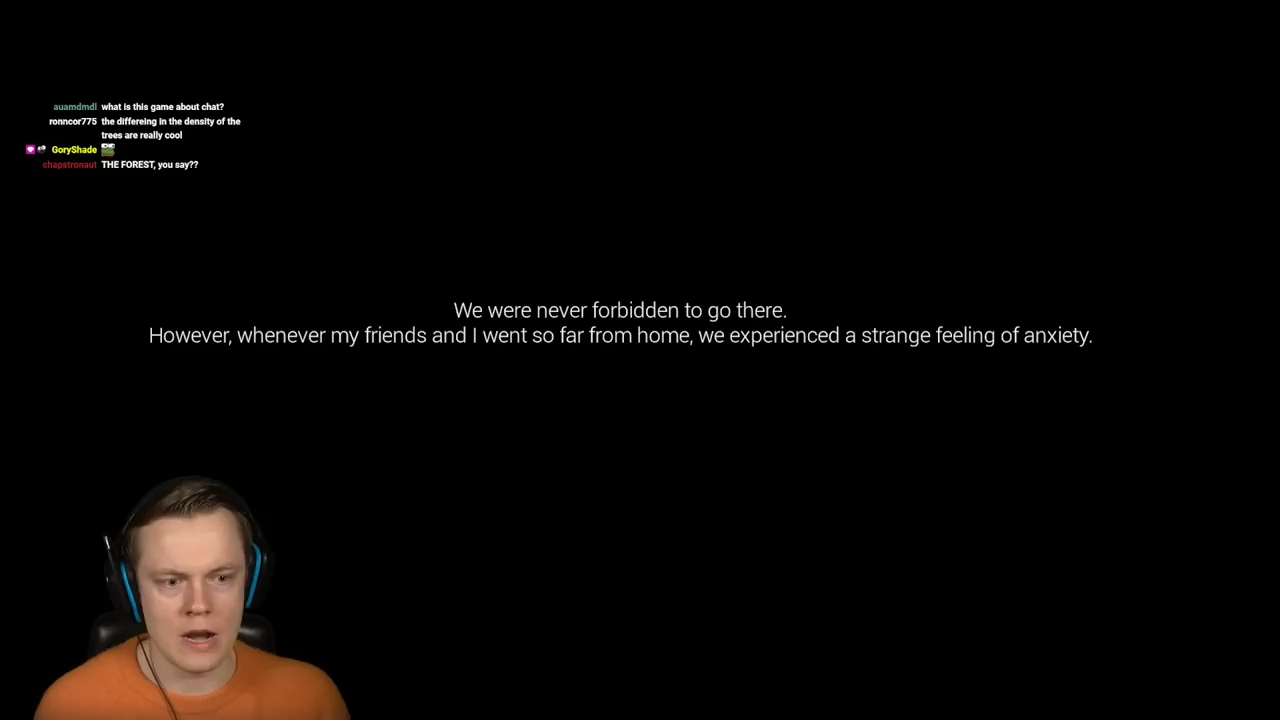 auamdmdl what is this game about chat?
ronncor775 the differeing in the density of the
trees are really cool
GoryShade
chapstronaut THE FOREST, you say??
We were never forbidden to go there.
However, whenever my friends and I went so far from home, we experienced a strange feeling of anxiety.